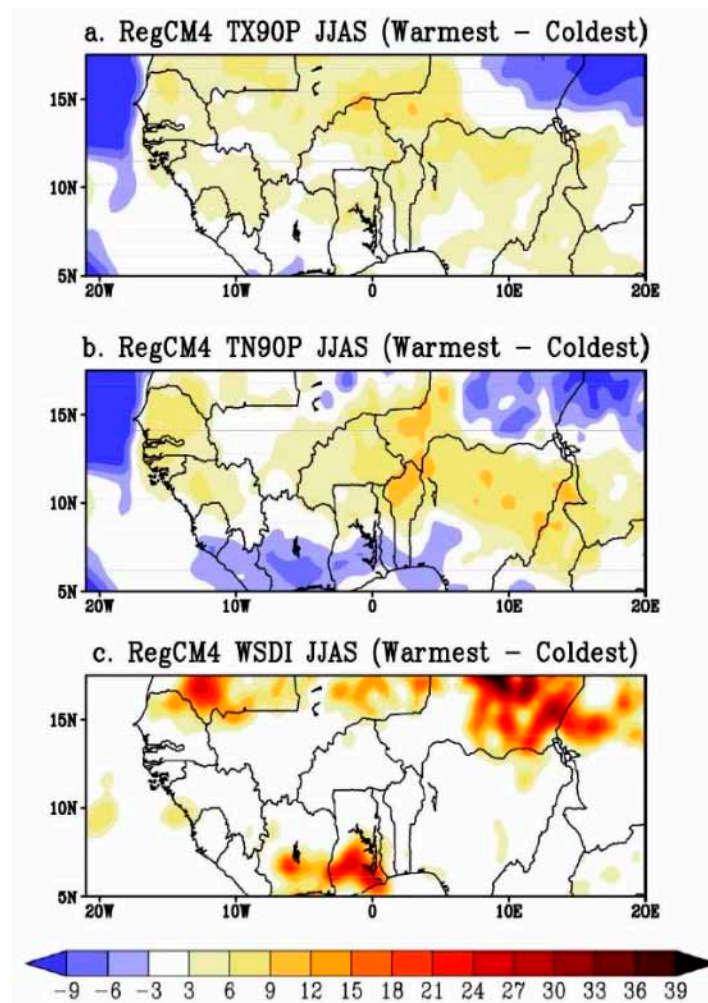 a. RegCM4 TX90P JJAS (Warmest – Coldest)
15N
10N
5N
20W 10W 0 10E 20E
b. RegCM4 TN90P JJAS (Warmest – Coldest)
15N
10N
5N
20W 10W 0 10E 20E
c. RegCM4 WSDI JJAS (Warmest – Coldest)
15N
10N
5N
20W 10W 0 10E 20E
−9 −6 −3 3 6 9 12 15 18 21 24 27 30 33 36 39